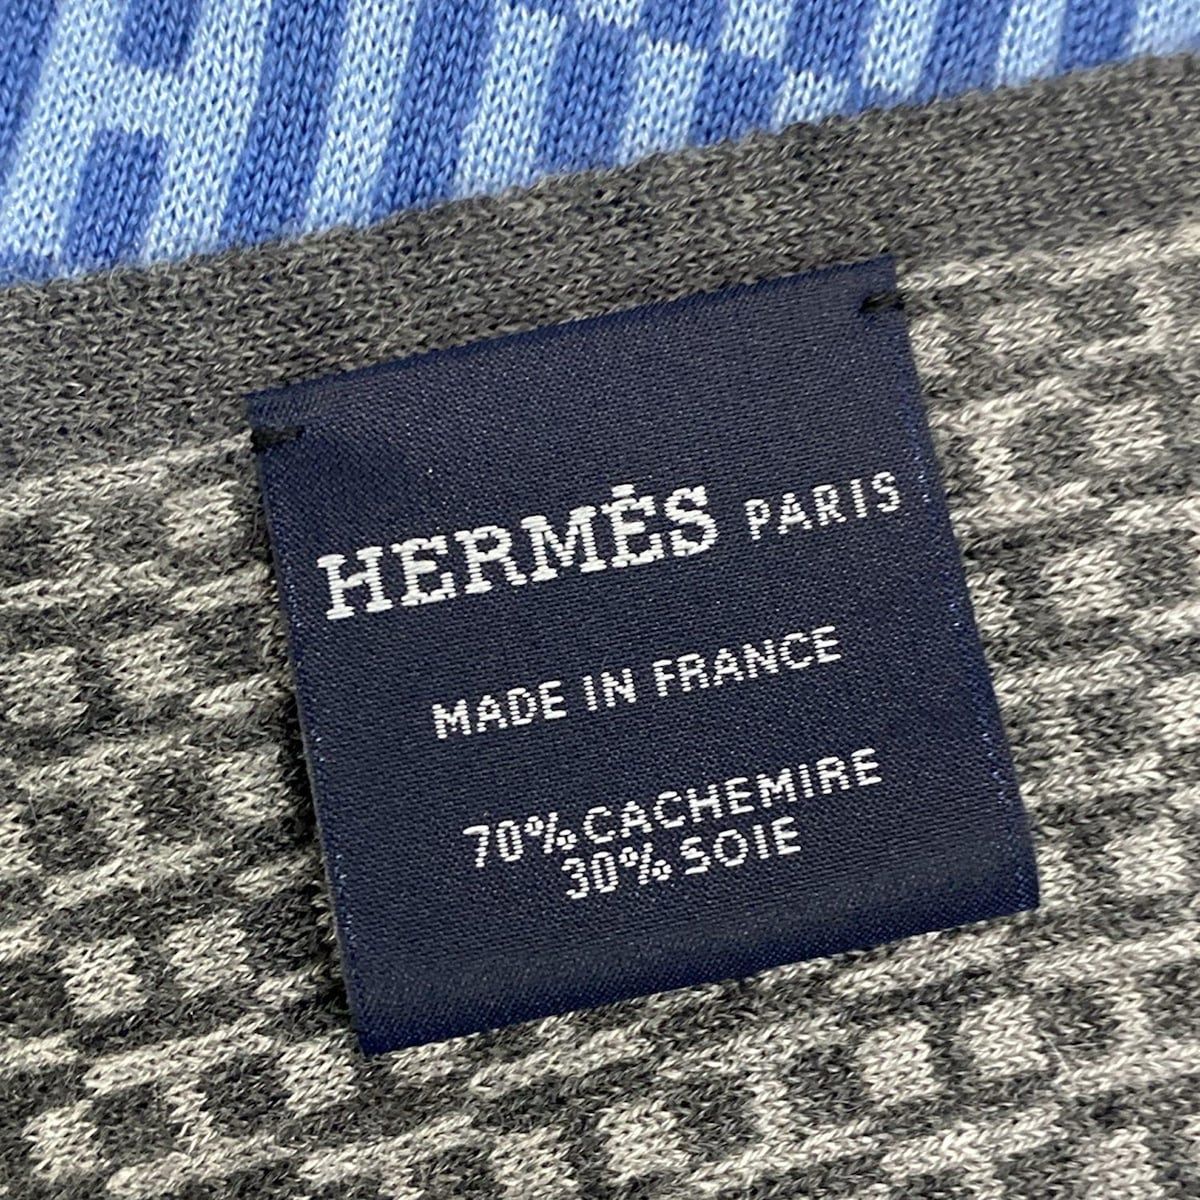 HERMÈS PARIS
MADE IN FRANCE
70% CACHEMIRE
30% SOIE